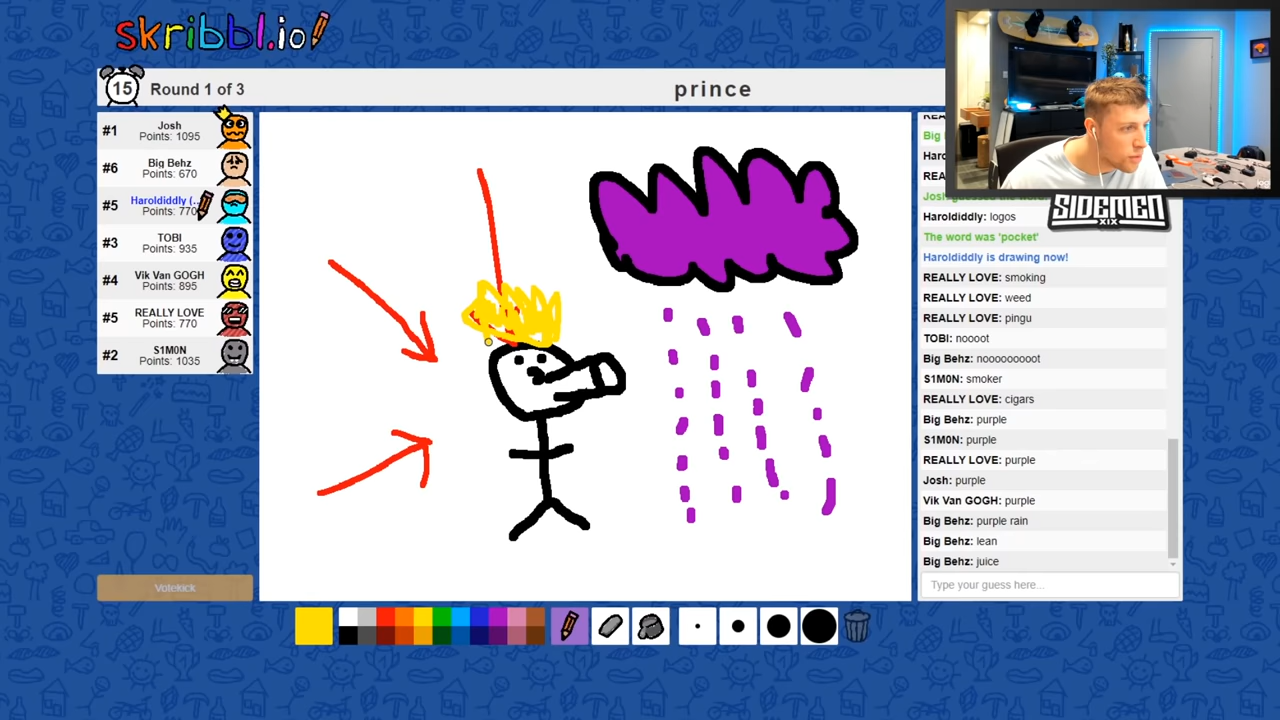 skribbl.io
15
Round 1 of 3
prince
#1
Josh
Points: 1095
#6
Big Behz
Points: 670
#5
Haroldiddly (..
Points: 770
#3
TOBI
Points: 935
#4
Vik Van GOGH
Points: 895
#5
REALLY LOVE
Points: 770
#2
S1M0N
Points: 1035
Votekick
Big
Haroldiddly: logos
The word was 'pocket'
Haroldiddly is drawing now!
REALLY LOVE: smoking
REALLY LOVE: weed
REALLY LOVE: pingu
TOBI: noooot
Big Behz: nooooooooot
S1M0N: smoker
REALLY LOVE: cigars
Big Behz: purple
S1M0N: purple
REALLY LOVE: purple
Josh: purple
Vik Van GOGH: purple
Big Behz: purple rain
Big Behz: lean
Big Behz: juice
Type your guess here...
SIDEMEN
XIX